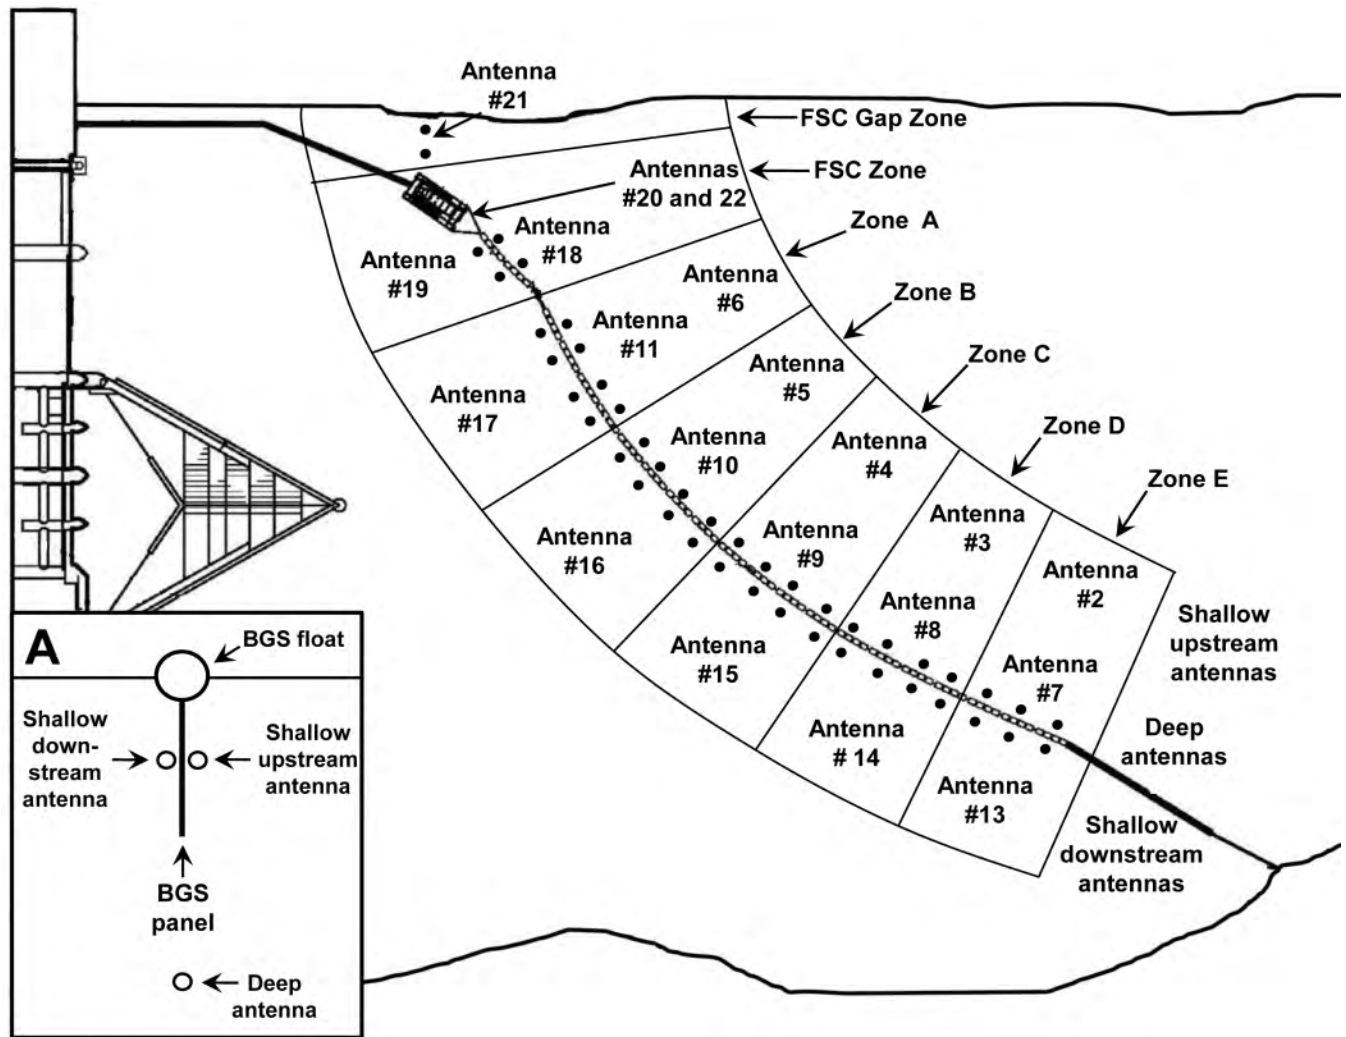 Antenna
#21
FSC Gap Zone
Antennas
#20 and 22
FSC Zone
Antenna
#18
Zone A
Antenna
#19
Antenna
#6
Zone B
Antenna
#11
Zone C
Antenna
#5
Antenna
#17
Zone D
Antenna
#4
Antenna
#10
Zone E
Antenna
#3
Antenna
#9
Antenna
#16
Antenna
#2
Antenna
#8
Shallow
upstream
antennas
Antenna
#15
Antenna
#7
Antenna
# 14
Deep
antennas
Antenna
#13
Shallow
downstream
antennas
A
BGS float
Shallow
down-
stream
antenna
Shallow
upstream
antenna
BGS
panel
Deep
antenna